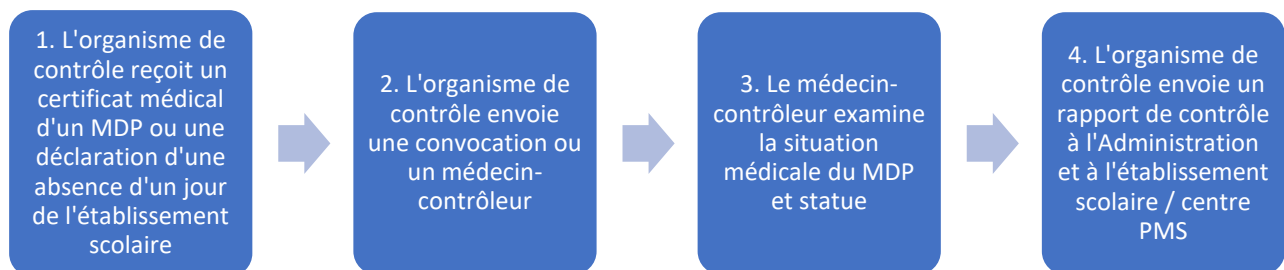 1. L'organisme de
contrôle reçoit un
certificat médical
d'un MDP ou une
déclaration d'une
absence d'un jour
de l'établissement
scolaire
2. L'organisme de
contrôle envoie
une convocation ou
un médecin-
contrôleur
3. Le médecin-
contrôleur examine
la situation
médicale du MDP
et statue
4. L'organisme de
contrôle envoie un
rapport de contrôle
à l'Administration
et à l'établissement
scolaire / centre
PMS